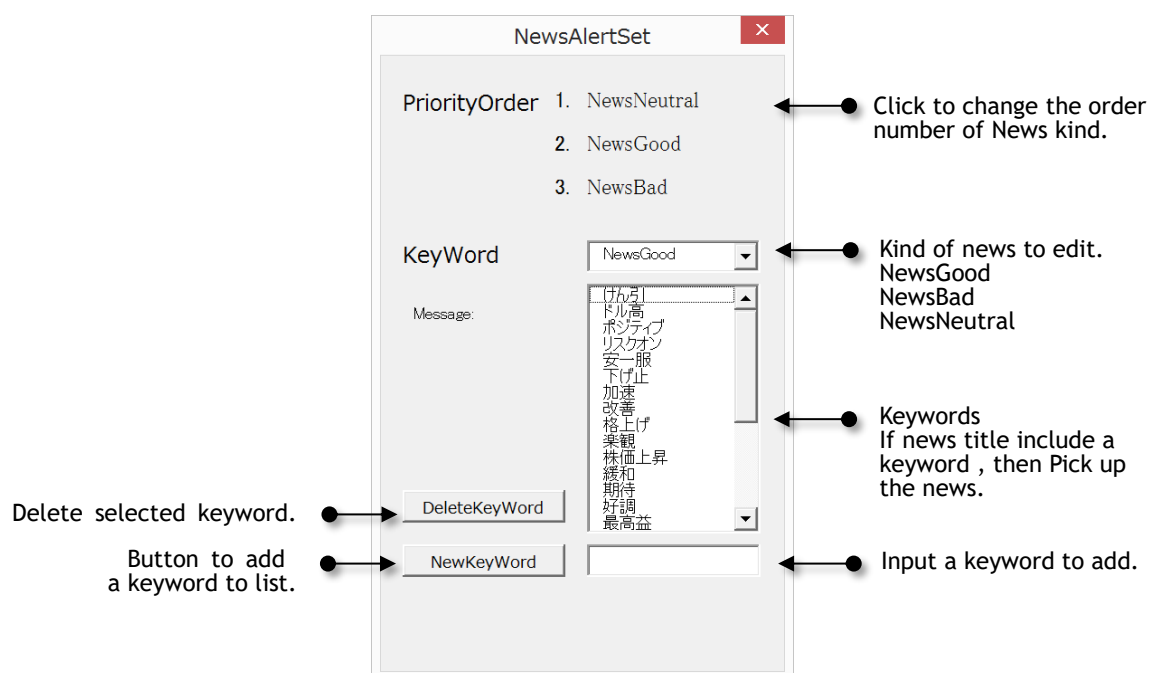 NewsAlertSet
PriorityOrder 1. NewsNeutral
2. NewsGood
3. NewsBad
Click to change the order
number of News kind.
KeyWord NewsGood
Kind of news to edit.
NewsGood
NewsBad
NewsNeutral
Message:
けん引
ドル高
ポジティブ
リスクオン
安一服
下げ止
加速
改善
格上げ
楽観
株価上昇
緩和
期待
好調
最高益
Keywords
If news title include a
keyword , then Pick up
the news.
Delete selected keyword.
DeleteKeyWord
Button to add
a keyword to list.
NewKeyWord
Input a keyword to add.